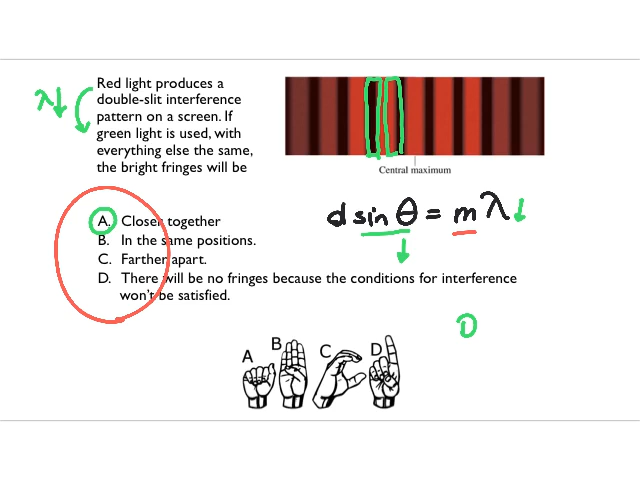 λ↓
Red light produces a
double-slit interference
pattern on a screen. If
green light is used, with
everything else the same,
the bright fringes will be
Central maximum
A. Closer together
B. In the same positions.
C. Farther apart.
D. There will be no fringes because the conditions for interference
won't be satisfied.
d sin θ = m λ ↓
↓
D
A B C D